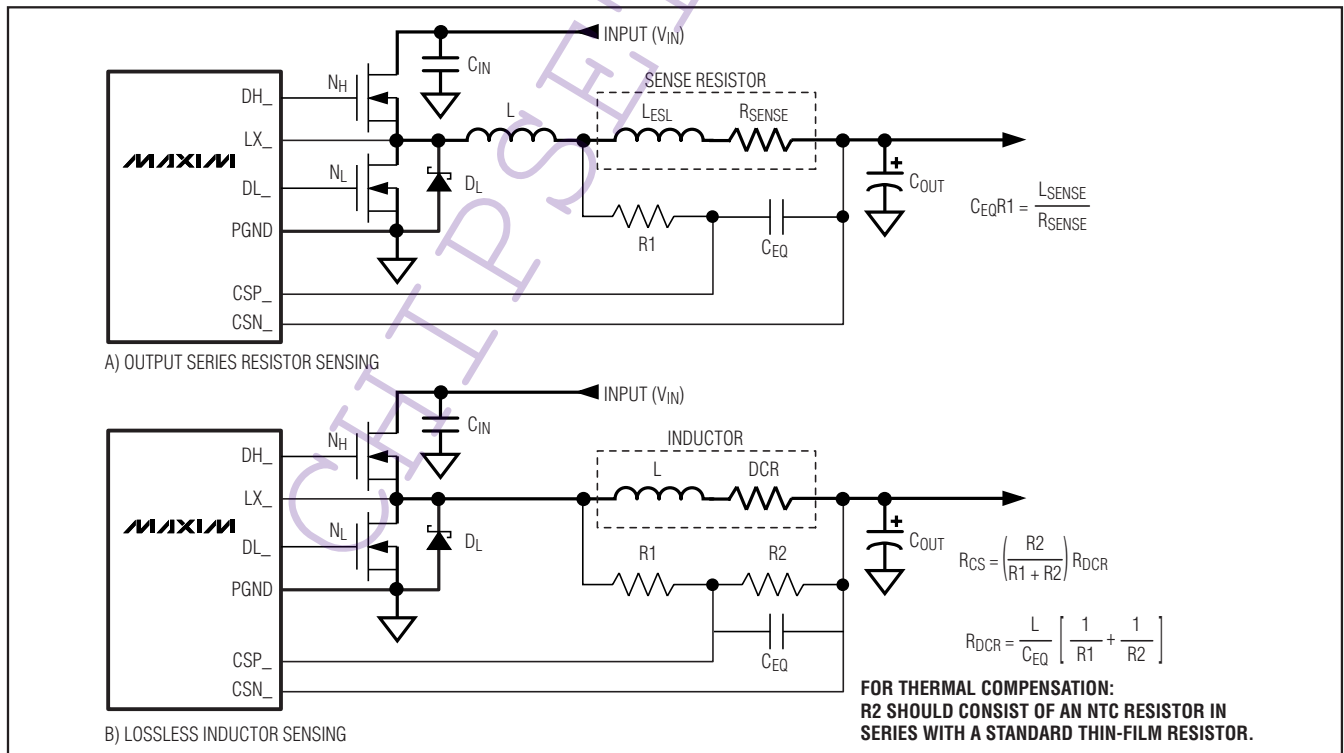 INPUT (VIN)
CIN
NH
DH_
SENSE RESISTOR
L
LESL
RSENSE
LX_
MAXIM
NL
DL_
DL
COUT
+
CEQR1 = LSENSE / RSENSE
PGND
R1
CEQ
CSP_
CSN_
A) OUTPUT SERIES RESISTOR SENSING
INPUT (VIN)
CIN
NH
DH_
INDUCTOR
L
DCR
LX_
MAXIM
NL
DL_
DL
R1
R2
COUT
+
RCS = (R2 / (R1 + R2)) RDCR
PGND
RDCR = L / CEQ [ 1 / R1 + 1 / R2 ]
CEQ
CSP_
CSN_
FOR THERMAL COMPENSATION:
R2 SHOULD CONSIST OF AN NTC RESISTOR IN
SERIES WITH A STANDARD THIN-FILM RESISTOR.
B) LOSSLESS INDUCTOR SENSING
CHIPSE